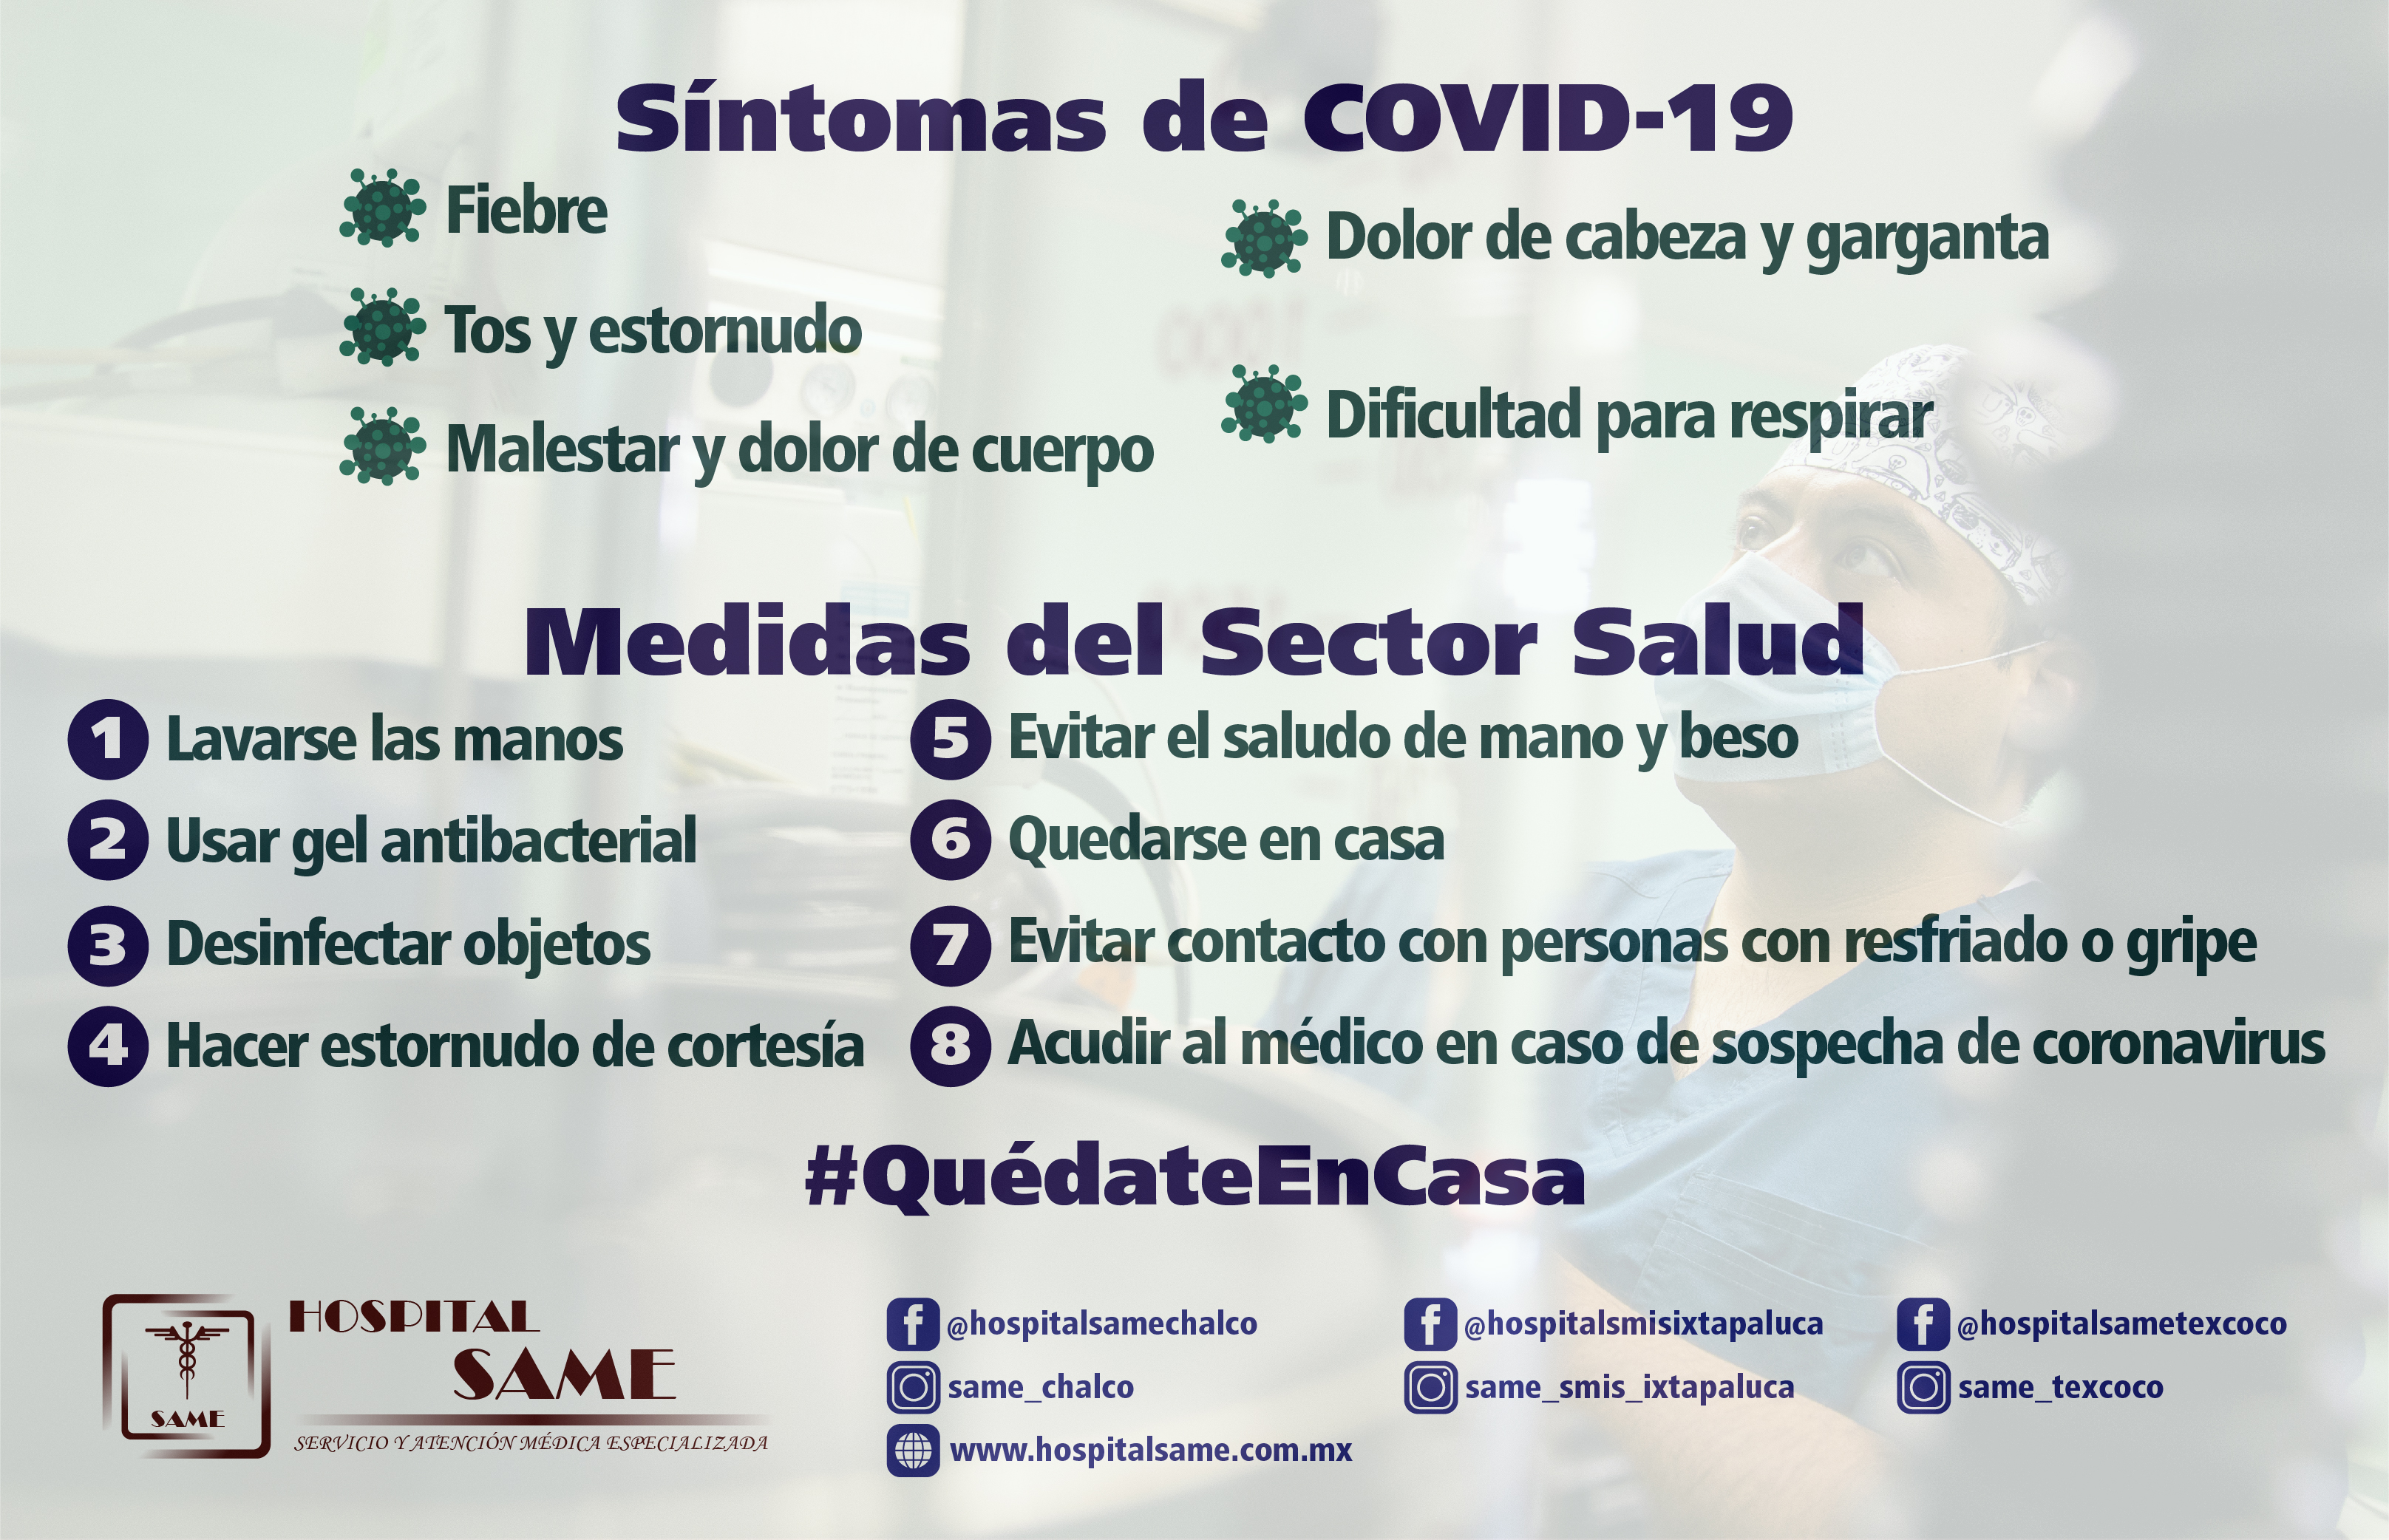 Síntomas de COVID-19
Fiebre
Tos y estornudo
Malestar y dolor de cuerpo
Dolor de cabeza y garganta
Dificultad para respirar
Medidas del Sector Salud
1 Lavarse las manos
2 Usar gel antibacterial
3 Desinfectar objetos
4 Hacer estornudo de cortesía
5 Evitar el saludo de mano y beso
6 Quedarse en casa
7 Evitar contacto con personas con resfriado o gripe
8 Acudir al médico en caso de sospecha de coronavirus
#QuédateEnCasa
SAME
HOSPITAL
SAME
SERVICIO Y ATENCIÓN MÉDICA ESPECIALIZADA
@hospitalsamechalco
same_chalco
www.hospitalsame.com.mx
@hospitalsmisixtapaluca
same_smis_ixtapaluca
@hospitalsametexcoco
same_texcoco